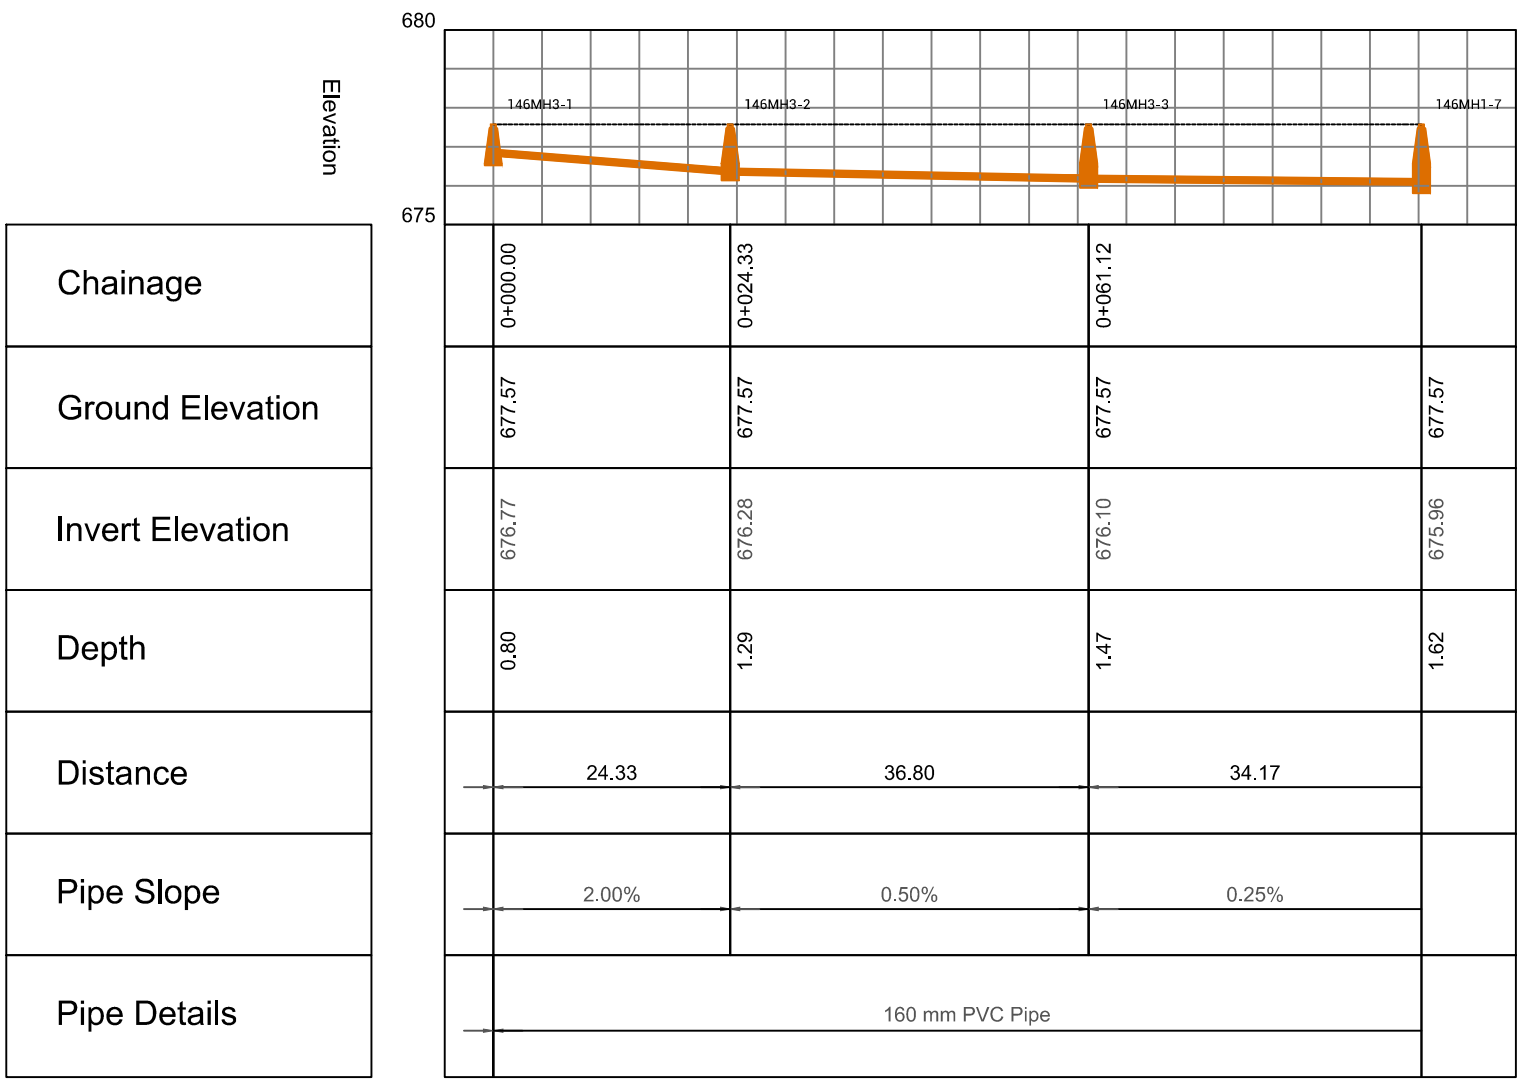 680
Elevation
146MH3-1 146MH3-2 146MH3-3 146MH1-7
675
Chainage 0+000.00 0+024.33 0+061.12
Ground Elevation 677.57 677.57 677.57 677.57
Invert Elevation 676.77 676.28 676.10 675.96
Depth 0.80 1.29 1.47 1.62
Distance 24.33 36.80 34.17
Pipe Slope 2.00% 0.50% 0.25%
Pipe Details 160 mm PVC Pipe